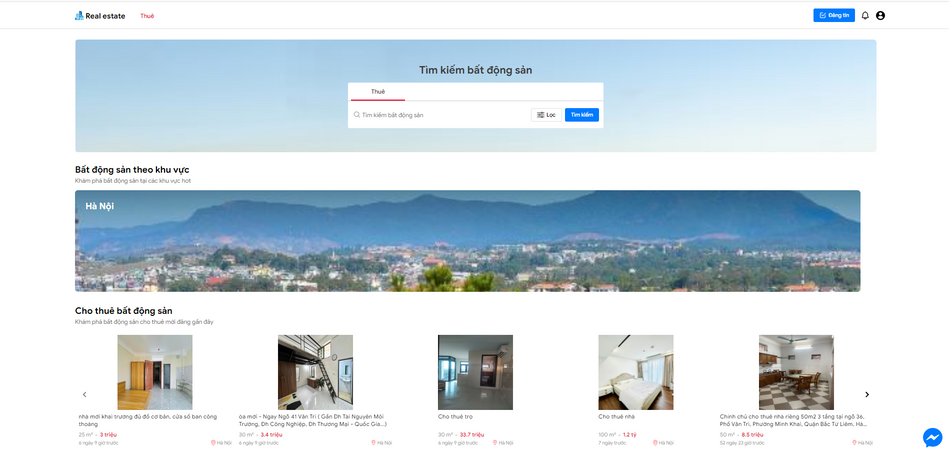 Real estate
Thuê
Đăng tin
Tìm kiếm bất động sản
Thuê
Tìm kiếm bất động sản
Lọc
Tìm kiếm
Bất động sản theo khu vực
Khám phá bất động sản tại các khu vực hot
Hà Nội
Cho thuê bất động sản
Khám phá bất động sản cho thuê mới đăng gần đây
nhà mới khai trương đủ đồ cơ bản, cửa sổ ban công
thoáng
25 m² - 3 triệu
6 ngày 9 giờ trước
Hà Nội
óa mới - Ngay Ngõ 41 Văn Trì ( Gần Đh Tài Nguyên Môi
Trường, Đh Công Nghiệp, Đh Thương Mại - Quốc Gia...)
30 m² - 3.4 triệu
6 ngày 9 giờ trước
Hà Nội
Cho thuê trọ
30 m² - 33.7 triệu
6 ngày 9 giờ trước
Hà Nội
Cho thuê nhà
100 m² - 1.2 tỷ
7 ngày trước
Hà Nội
Chính chủ cho thuê nhà riêng 50m2 3 tầng tại ngõ 36,
Phố Văn Trì, Phường Minh Khai, Quận Bắc Từ Liêm, Hà...
50 m² - 8.5 triệu
52 ngày 23 giờ trước
Hà Nội